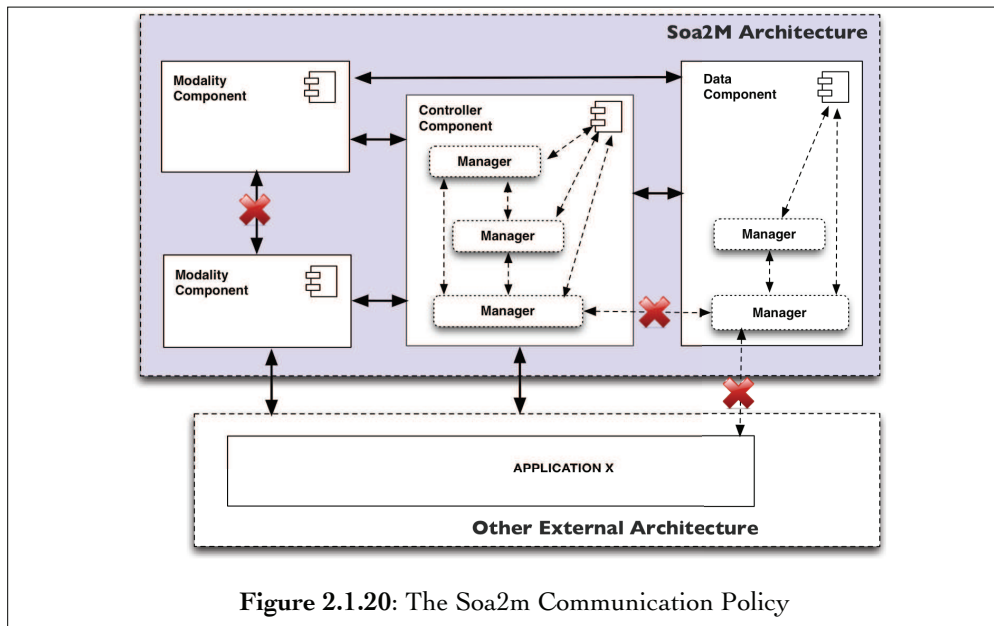 Soa2M Architecture
Modality
Component
Data
Component
Controller
Component
Manager
Manager
Manager
Modality
Component
Manager
Manager
APPLICATION X
Other External Architecture
Figure 2.1.20: The Soa2m Communication Policy